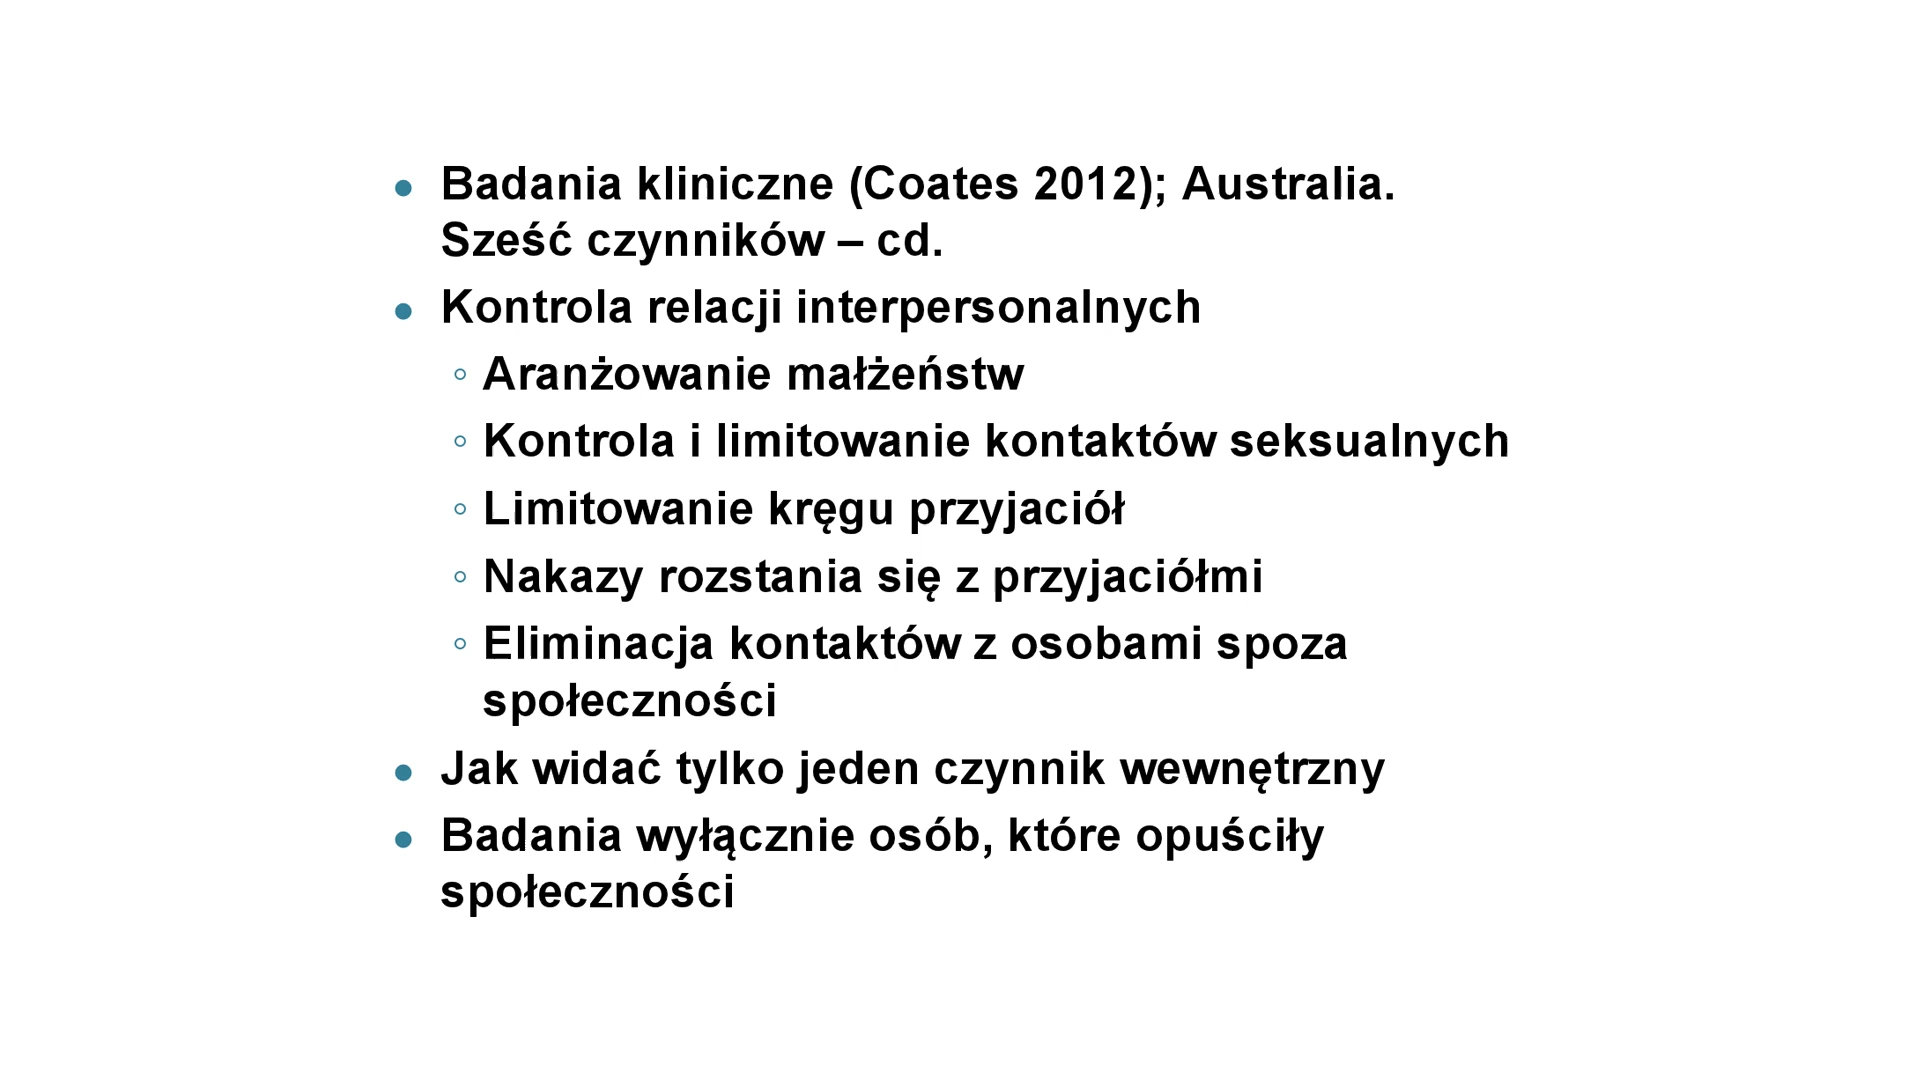 • Badania kliniczne (Coates 2012); Australia.
Sześć czynników – cd.
• Kontrola relacji interpersonalnych
◦ Aranżowanie małżeństw
◦ Kontrola i limitowanie kontaktów seksualnych
◦ Limitowanie kręgu przyjaciół
◦ Nakazy rozstania się z przyjaciółmi
◦ Eliminacja kontaktów z osobami spoza
społeczności
• Jak widać tylko jeden czynnik wewnętrzny
• Badania wyłącznie osób, które opuściły
społeczności